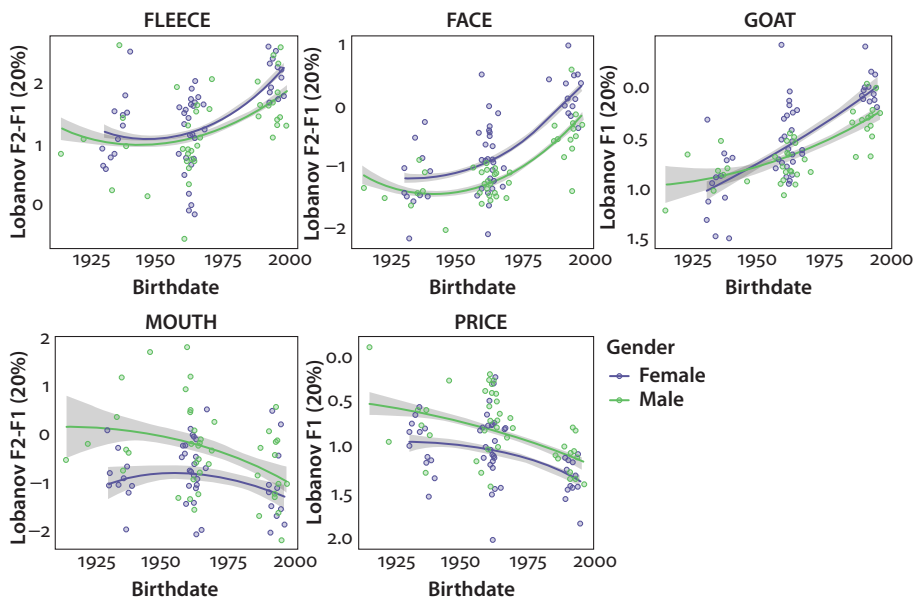 FLEECE
Lobanov F2-F1 (20%)
2
1
0
1925 1950 1975 2000
Birthdate
FACE
Lobanov F2-F1 (20%)
1
0
−1
−2
1925 1950 1975 2000
Birthdate
GOAT
Lobanov F1 (20%)
0.0
0.5
1.0
1.5
1925 1950 1975 2000
Birthdate
MOUTH
Lobanov F2-F1 (20%)
2
1
0
−1
−2
1925 1950 1975 2000
Birthdate
PRICE
Lobanov F1 (20%)
0.0
0.5
1.0
1.5
2.0
1925 1950 1975 2000
Birthdate
Gender
Female
Male